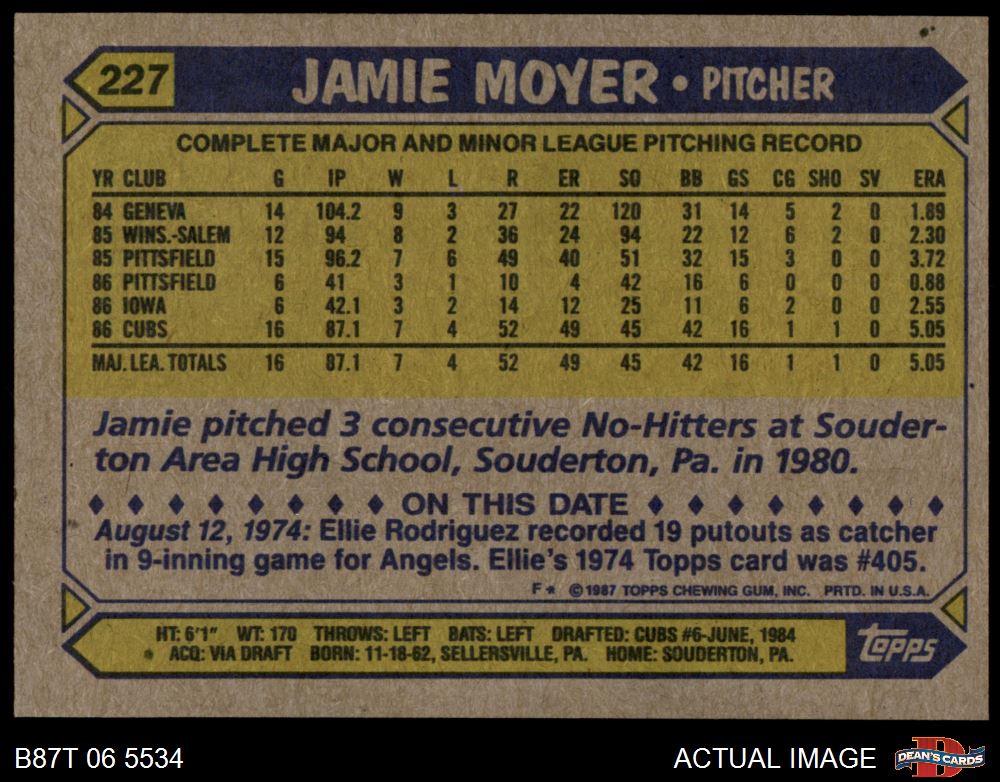 227 JAMIE MOYER • PITCHER
COMPLETE MAJOR AND MINOR LEAGUE PITCHING RECORD
YR CLUB G IP W L R ER SO BB GS CG SHO SV ERA
84 GENEVA 14 104.2 9 3 27 22 120 31 14 5 2 0 1.89
85 WINS.-SALEM 12 94 8 2 36 24 94 22 12 6 2 0 2.30
85 PITTSFIELD 15 96.2 7 6 49 40 51 32 15 3 0 0 3.72
86 PITTSFIELD 6 41 3 1 10 4 42 16 6 0 0 0 0.88
86 IOWA 6 42.1 3 2 14 12 25 11 6 2 0 0 2.55
86 CUBS 16 87.1 7 4 52 49 45 42 16 1 1 0 5.05
MAJ. LEA. TOTALS 16 87.1 7 4 52 49 45 42 16 1 1 0 5.05
Jamie pitched 3 consecutive No-Hitters at Souder-
ton Area High School, Souderton, Pa. in 1980.
♦ ♦ ♦ ♦ ♦ ♦ ♦ ♦ ON THIS DATE ♦ ♦ ♦ ♦ ♦ ♦ ♦ ♦
August 12, 1974: Ellie Rodriguez recorded 19 putouts as catcher
in 9-inning game for Angels. Ellie's 1974 Topps card was #405.
F* ©1987 TOPPS CHEWING GUM, INC. PRTD. IN U.S.A.
HT: 6'1" WT: 170 THROWS: LEFT BATS: LEFT DRAFTED: CUBS #6-JUNE, 1984
ACQ: VIA DRAFT BORN: 11-18-62, SELLERSVILLE, PA. HOME: SOUDERTON, PA.
Topps
B87T 06 5534 ACTUAL IMAGE DEAN'S CARDS